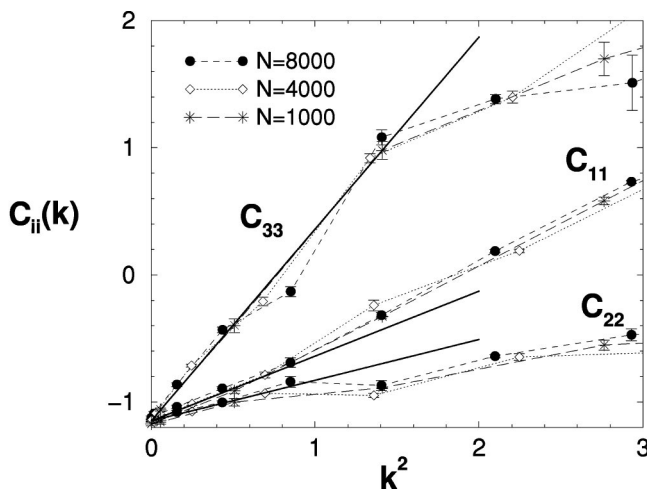 2
N=8000
N=4000
N=1000
1
C₁₁
Cᵢᵢ(k)
C₃₃
0
C₂₂
−1
0 1 2 3
k²